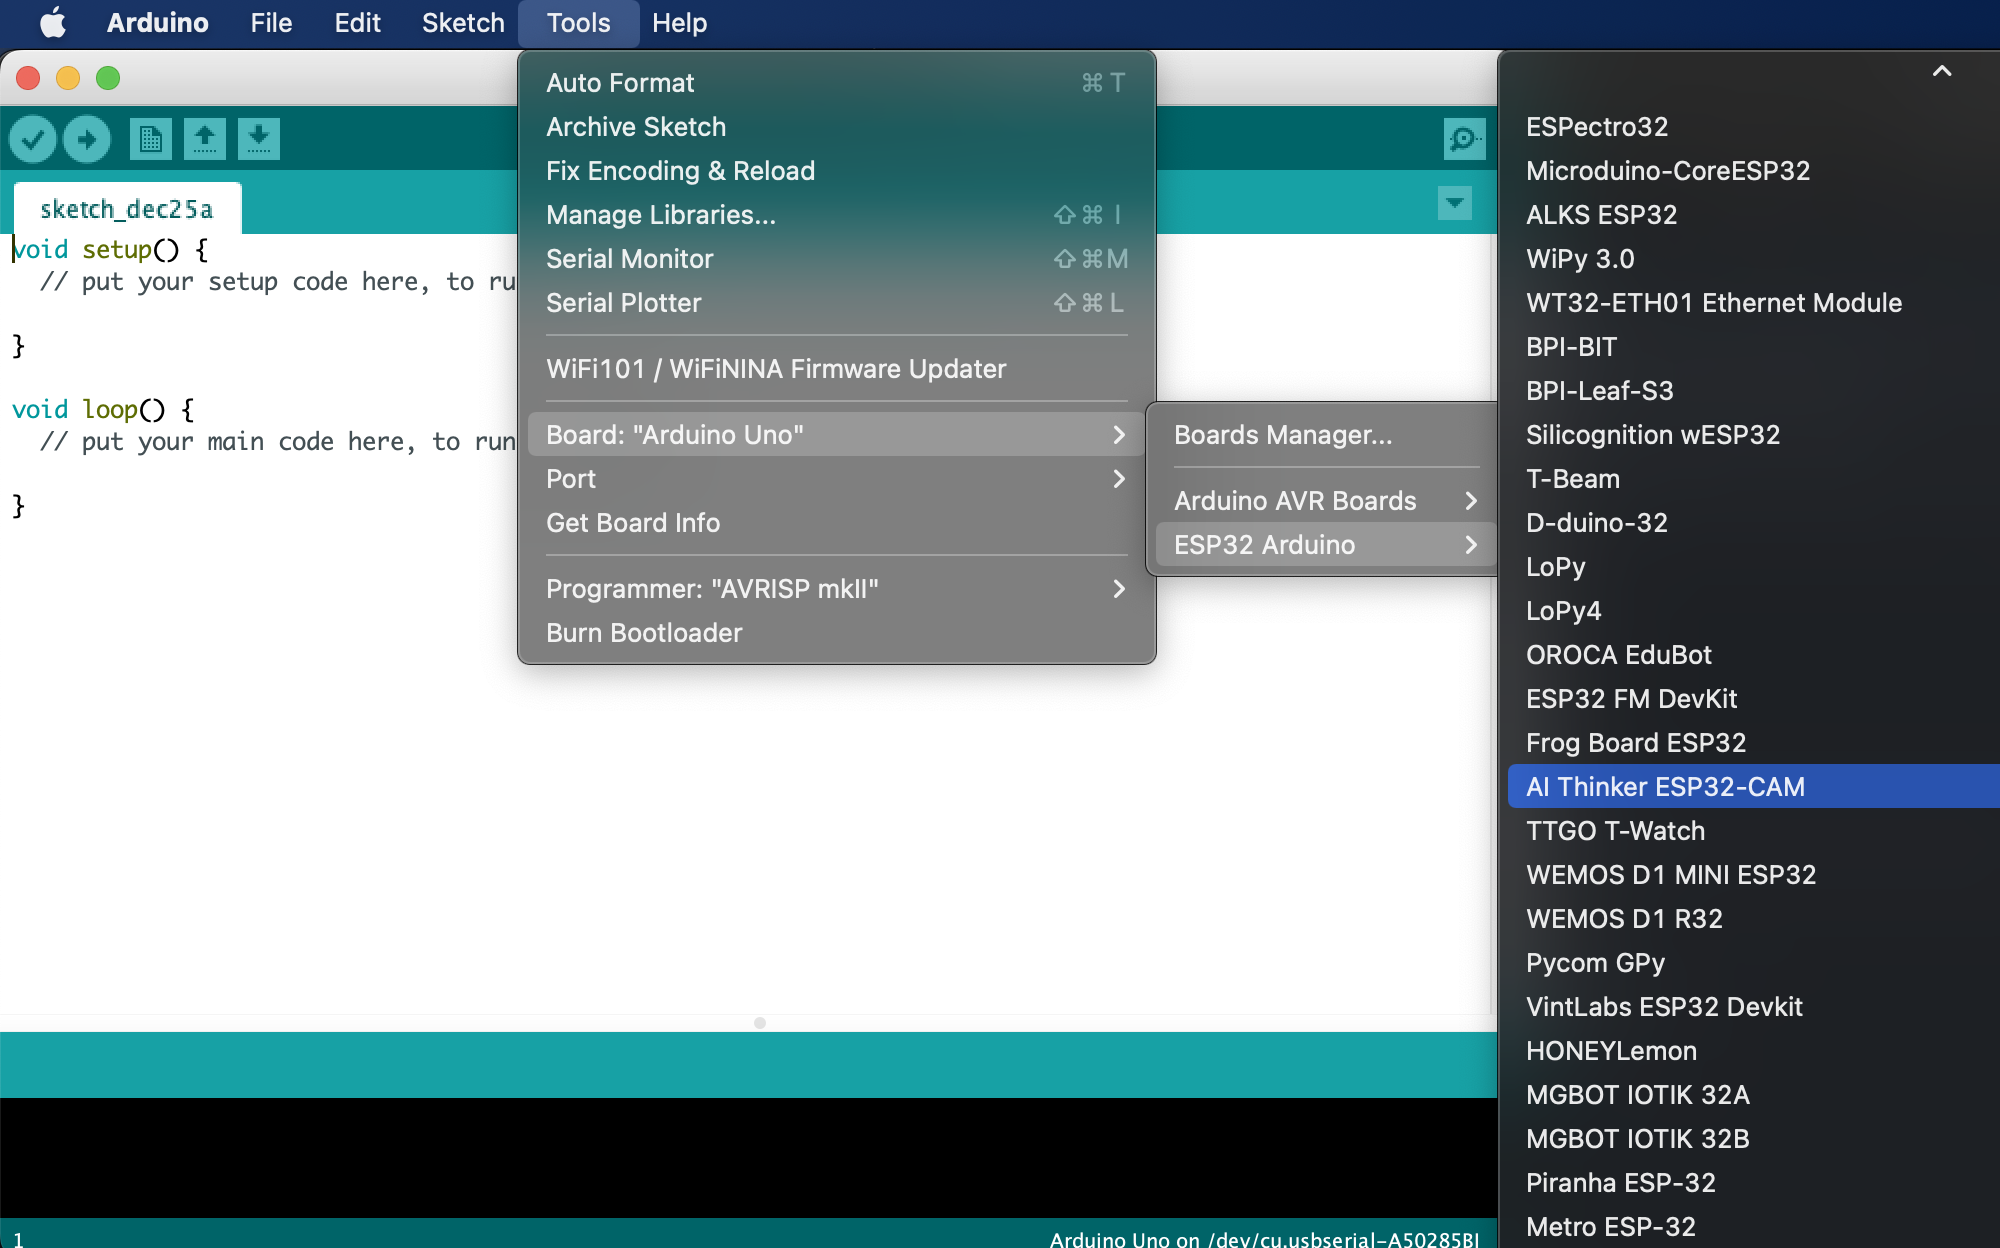 Arduino File Edit Sketch Tools Help
sketch_dec25a
void setup() {
// put your setup code here, to ru
}
void loop() {
// put your main code here, to run
}
Auto Format ⌘ T
Archive Sketch
Fix Encoding & Reload
Manage Libraries... ⇧⌘ I
Serial Monitor ⇧⌘M
Serial Plotter ⇧⌘ L
WiFi101 / WiFiNINA Firmware Updater
Board: "Arduino Uno"
Port
Get Board Info
Programmer: "AVRISP mkII"
Burn Bootloader
Boards Manager...
Arduino AVR Boards
ESP32 Arduino
ESPectro32
Microduino-CoreESP32
ALKS ESP32
WiPy 3.0
WT32-ETH01 Ethernet Module
BPI-BIT
BPI-Leaf-S3
Silicognition wESP32
T-Beam
D-duino-32
LoPy
LoPy4
OROCA EduBot
ESP32 FM DevKit
Frog Board ESP32
AI Thinker ESP32-CAM
TTGO T-Watch
WEMOS D1 MINI ESP32
WEMOS D1 R32
Pycom GPy
VintLabs ESP32 Devkit
HONEYLemon
MGBOT IOTIK 32A
MGBOT IOTIK 32B
Piranha ESP-32
Metro ESP-32
1
Arduino Uno on /dev/cu.usbserial-A50285BI